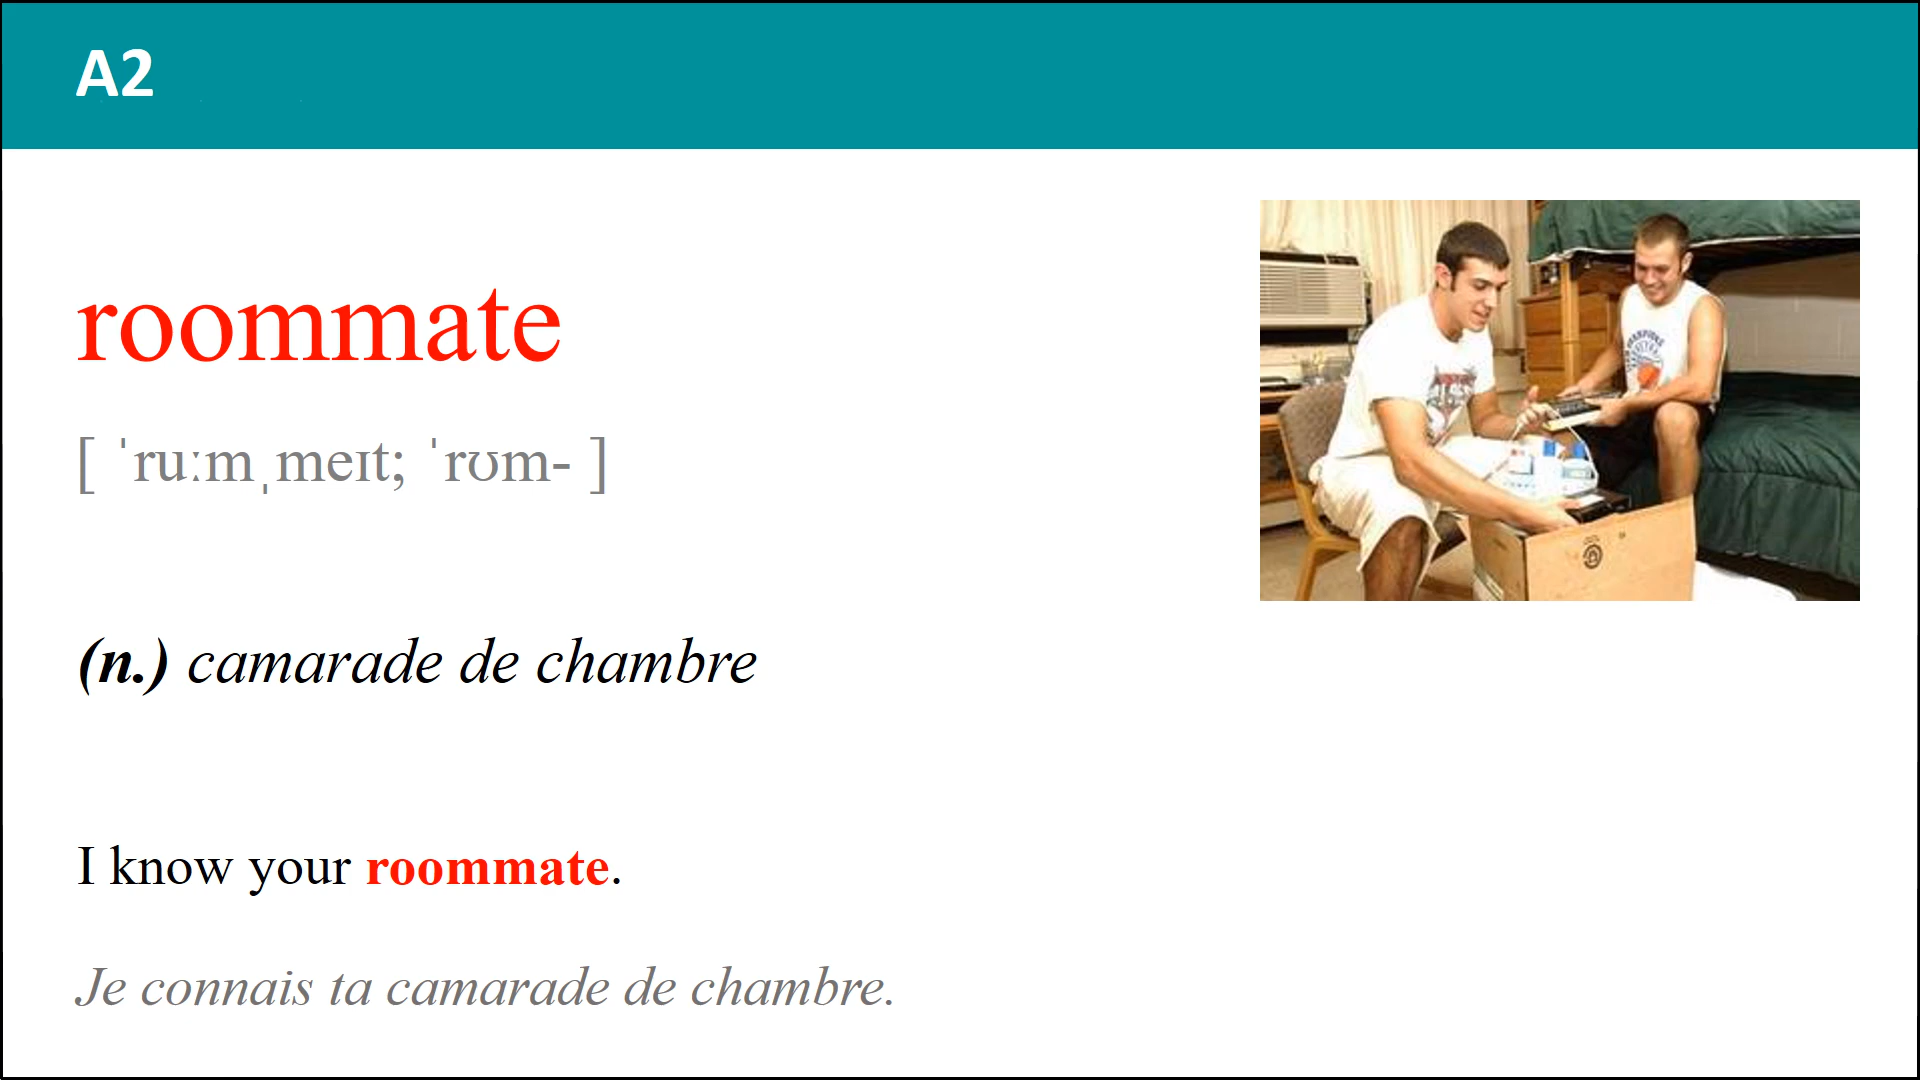 A2
roommate
[ ˈruːmˌmeɪt; ˈrʊm- ]
(n.) camarade de chambre
I know your roommate.
Je connais ta camarade de chambre.